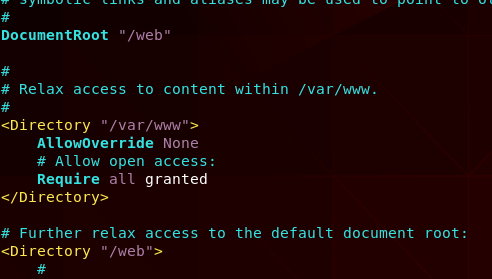 # symbolic links and aliases may be used to point to ot
#
DocumentRoot "/web"
#
# Relax access to content within /var/www.
#
<Directory "/var/www">
AllowOverride None
# Allow open access:
Require all granted
</Directory>
# Further relax access to the default document root:
<Directory "/web">
#